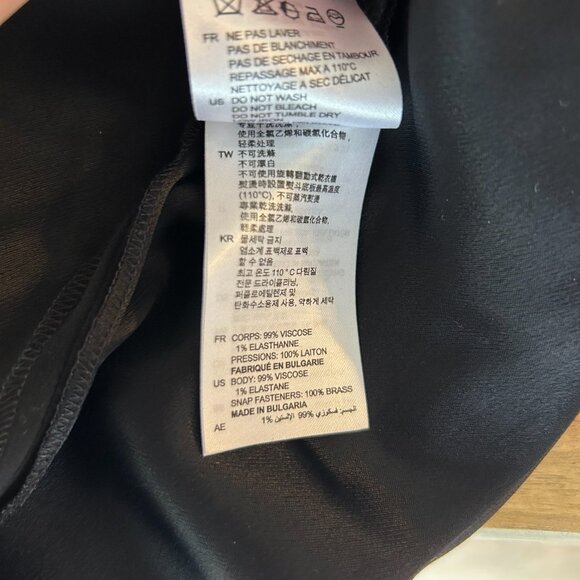 FR NE PAS LAVER
PAS DE BLANCHIMENT
PAS DE SECHAGE EN TAMBOUR
REPASSAGE MAX A 110°C
NETTOYAGE A SEC DÉLICAT
US DO NOT WASH
DO NOT BLEACH
DO NOT TUMBLE DRY
使用全氯乙烯和碳氢化合物,
轻柔处理
TW 不可洗滌
不可漂白
不可使用旋轉翻動式乾衣機
熨燙時設置熨斗底板最高溫度
(110°C), 不可蒸汽熨燙
專業乾洗洗滌,
使用全氯乙烯和碳氫化合物,
輕柔處理
KR 물세탁 금지
염소계 표백제로 표백
할 수 없음
최고 온도 110°C 다림질
전문 드라이클리닝,
퍼클로에틸렌제 및
탄화수소용제 사용, 약하게 세탁
FR CORPS: 99% VISCOSE
1% ELASTHANNE
PRESSIONS: 100% LAITON
FABRIQUÉ EN BULGARIE
US BODY: 99% VISCOSE
1% ELASTANE
SNAP FASTENERS: 100% BRASS
MADE IN BULGARIA
AE الجسم: فسكوزي 99% الإلاستين 1%